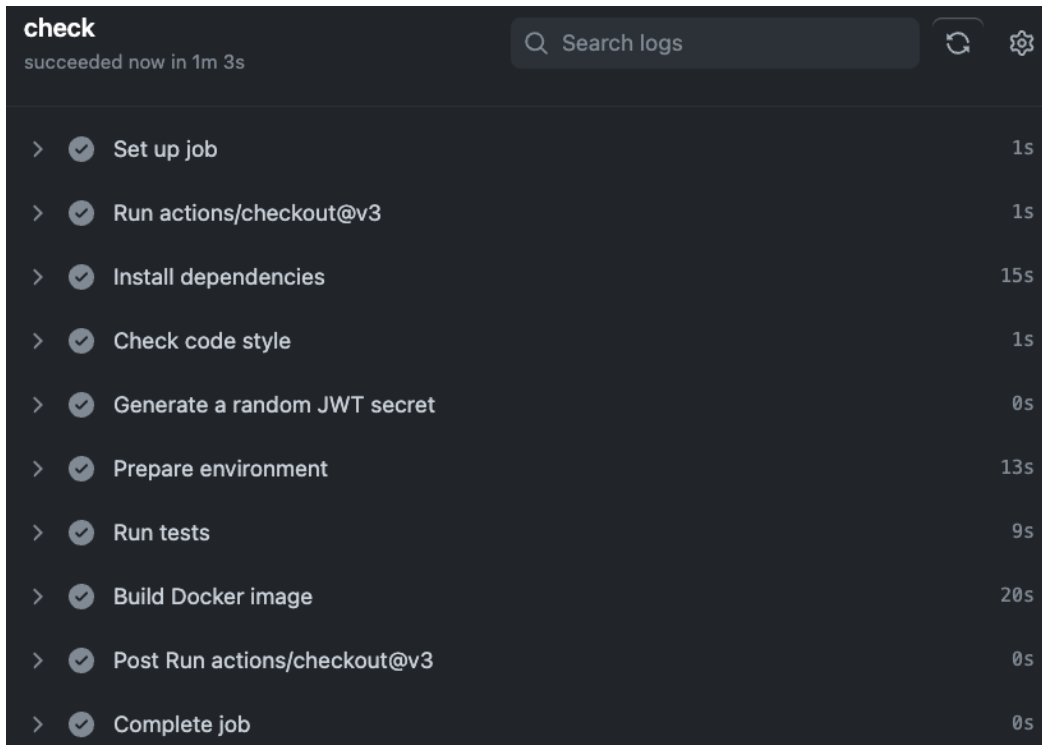 check
succeeded now in 1m 3s
Search logs
Set up job 1s
Run actions/checkout@v3 1s
Install dependencies 15s
Check code style 1s
Generate a random JWT secret 0s
Prepare environment 13s
Run tests 9s
Build Docker image 20s
Post Run actions/checkout@v3 0s
Complete job 0s